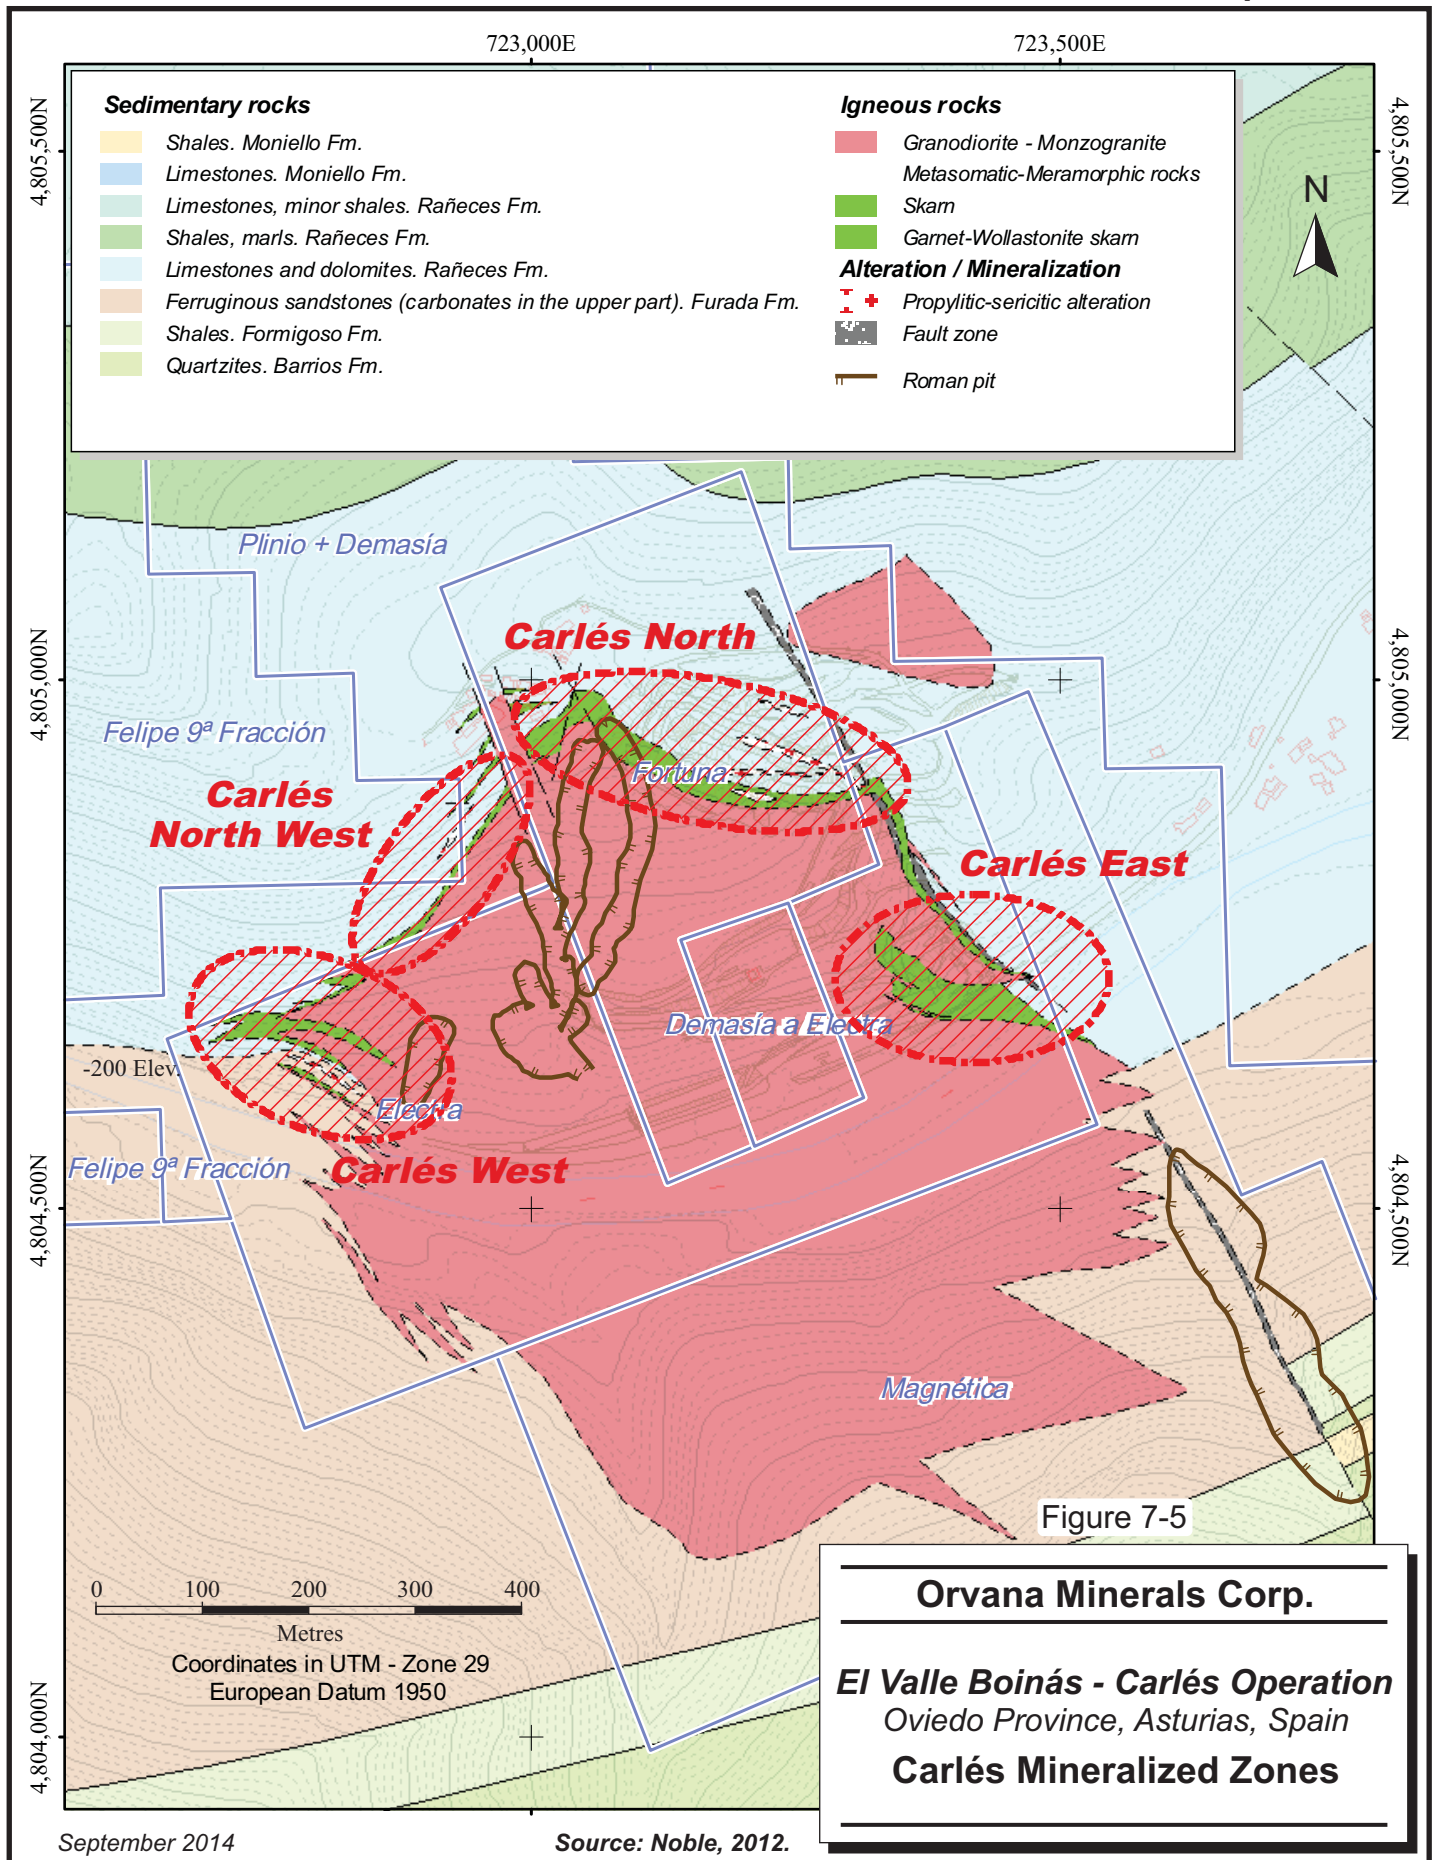 723,000E
723,500E
4,805,500N
4,805,500N
Sedimentary rocks
Shales. Moniello Fm.
Limestones. Moniello Fm.
Limestones, minor shales. Rañeces Fm.
Shales, marls. Rañeces Fm.
Limestones and dolomites. Rañeces Fm.
Ferruginous sandstones (carbonates in the upper part). Furada Fm.
Shales. Formigoso Fm.
Quartzites. Barrios Fm.
Igneous rocks
Granodiorite - Monzogranite
Metasomatic-Meramorphic rocks
Skarn
Garnet-Wollastonite skarn
Alteration / Mineralization
Propylitic-sericitic alteration
Fault zone
Roman pit
N
Plinio + Demasía
Carlés North
4,805,000N
4,805,000N
Felipe 9ª Fracción
Fortuna
Carlés
North West
Carlés East
Demasía a Electra
-200 Elev.
Electra
Felipe 9ª Fracción
Carlés West
4,804,500N
4,804,500N
Magnética
Figure 7-5
0 100 200 300 400
Metres
Coordinates in UTM - Zone 29
European Datum 1950
4,804,000N
Orvana Minerals Corp.
El Valle Boinás - Carlés Operation
Oviedo Province, Asturias, Spain
Carlés Mineralized Zones
September 2014
Source: Noble, 2012.